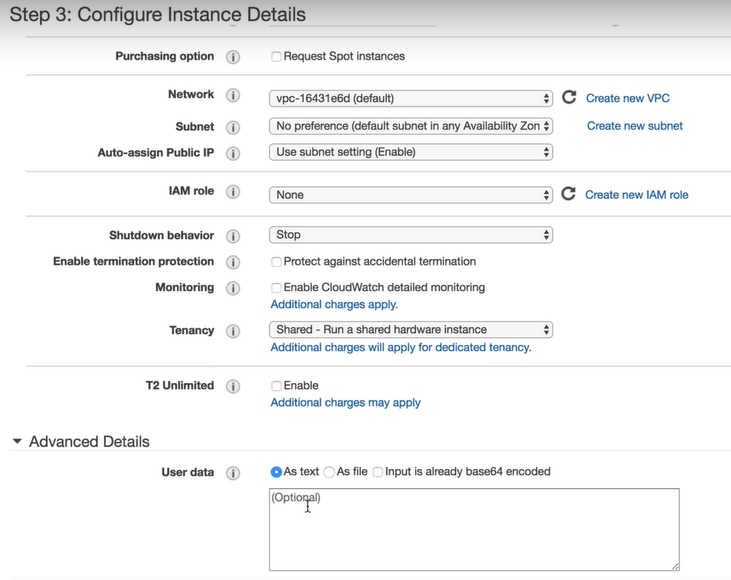 Step 3: Configure Instance Details
Purchasing option i Request Spot instances
Network i vpc-16431e6d (default) Create new VPC
Subnet i No preference (default subnet in any Availability Zon Create new subnet
Auto-assign Public IP i Use subnet setting (Enable)
IAM role i None Create new IAM role
Shutdown behavior i Stop
Enable termination protection i Protect against accidental termination
Monitoring i Enable CloudWatch detailed monitoring
Additional charges apply.
Tenancy i Shared - Run a shared hardware instance
Additional charges will apply for dedicated tenancy.
T2 Unlimited i Enable
Additional charges may apply
Advanced Details
User data i As text As file Input is already base64 encoded
(Optional)